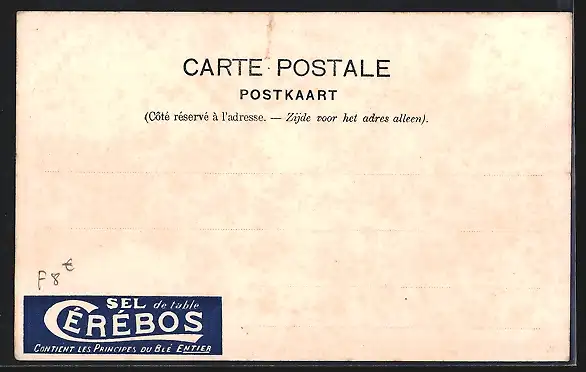 CARTE POSTALE
POSTKAART
(Côté réservé à l'adresse. — Zijde voor het adres alleen).
F 8 €
SEL de table
CÉRÉBOS
CONTIENT LES PRINCIPES DU BLÉ ENTIER